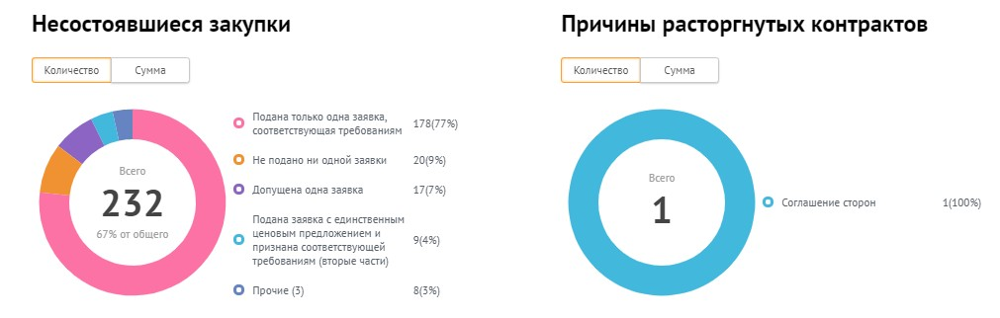 Несостоявшиеся закупки
Количество
Сумма
Всего
232
67% от общего
Подана только одна заявка,
соответствующая требованиям
178(77%)
Не подано ни одной заявки
20(9%)
Допущена одна заявка
17(7%)
Подана заявка с единственным
ценовым предложением и
признана соответствующей
требованиям (вторые части)
9(4%)
Прочие (3)
8(3%)
Причины расторгнутых контрактов
Количество
Сумма
Всего
1
Соглашение сторон
1(100%)